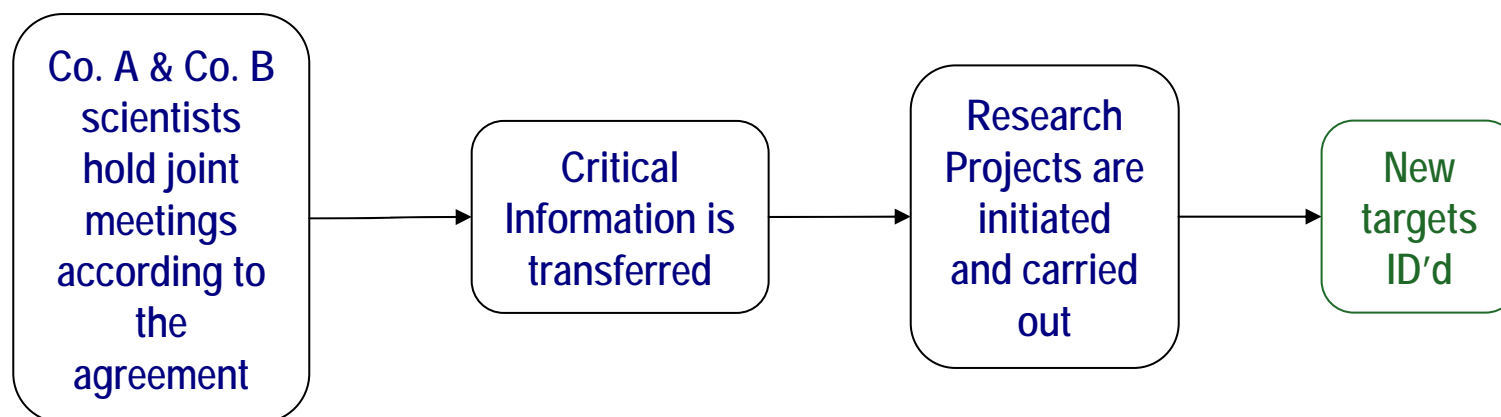 Co. A & Co. B
scientists
hold joint
meetings
according to
the
agreement
Critical
Information is
transferred
Research
Projects are
initiated
and carried
out
New
targets
ID'd